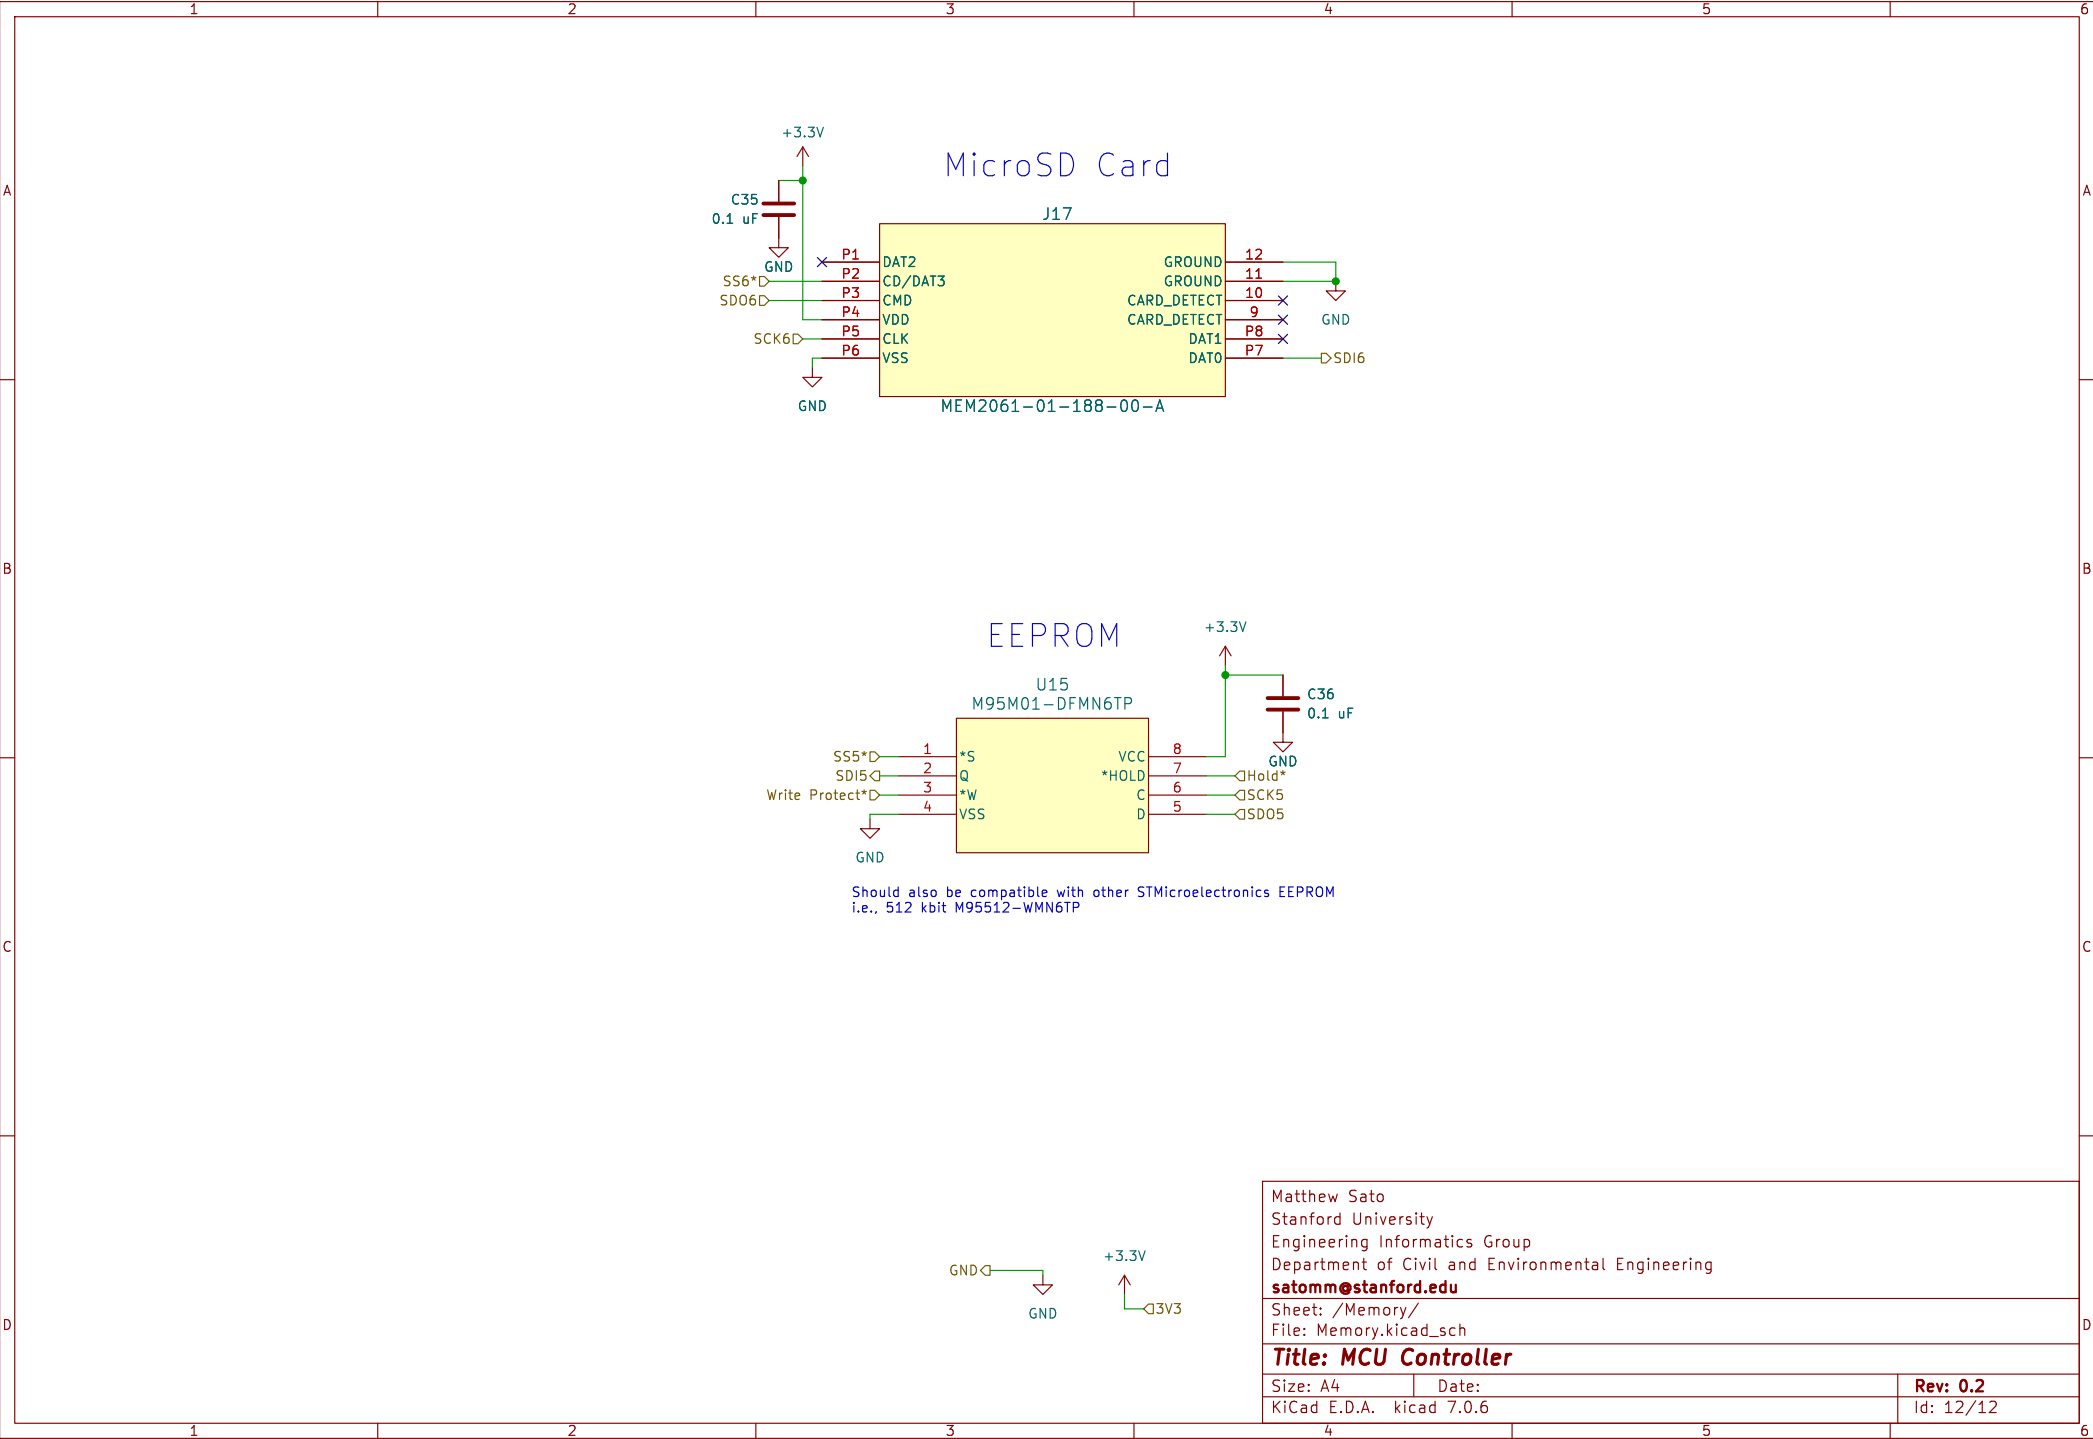 1 2 3 4 5 6
+3.3V
MicroSD Card
A A
C35
0.1 uF
GND
J17
P1 DAT2 GROUND 12
SS6* P2 CD/DAT3 GROUND 11
SDO6 P3 CMD CARD_DETECT 10
P4 VDD CARD_DETECT 9 GND
SCK6 P5 CLK DAT1 P8
P6 VSS DAT0 P7 SDI6
GND
MEM2061-01-188-00-A
B B
EEPROM
+3.3V
U15
M95M01-DFMN6TP
C36
0.1 uF
GND
SS5* 1 *S VCC 8
SDI5 2 Q *HOLD 7 Hold*
Write Protect* 3 *W C 6 SCK5
4 VSS D 5 SDO5
GND
Should also be compatible with other STMicroelectronics EEPROM
i.e., 512 kbit M95512-WMN6TP
C C
GND
GND
+3.3V
3V3
D D
Matthew Sato
Stanford University
Engineering Informatics Group
Department of Civil and Environmental Engineering
satomm@stanford.edu
Sheet: /Memory/
File: Memory.kicad_sch
Title: MCU Controller
Size: A4 Date: Rev: 0.2
KiCad E.D.A. kicad 7.0.6 Id: 12/12
1 2 3 4 5 6